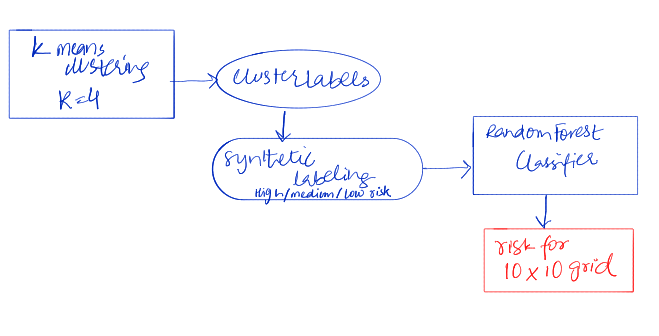 K means
clustering
K=4
Cluster Labels
Synthetic
labeling
High/medium/Low risk
Random Forest
Classifier
risk for
10 x 10 grid